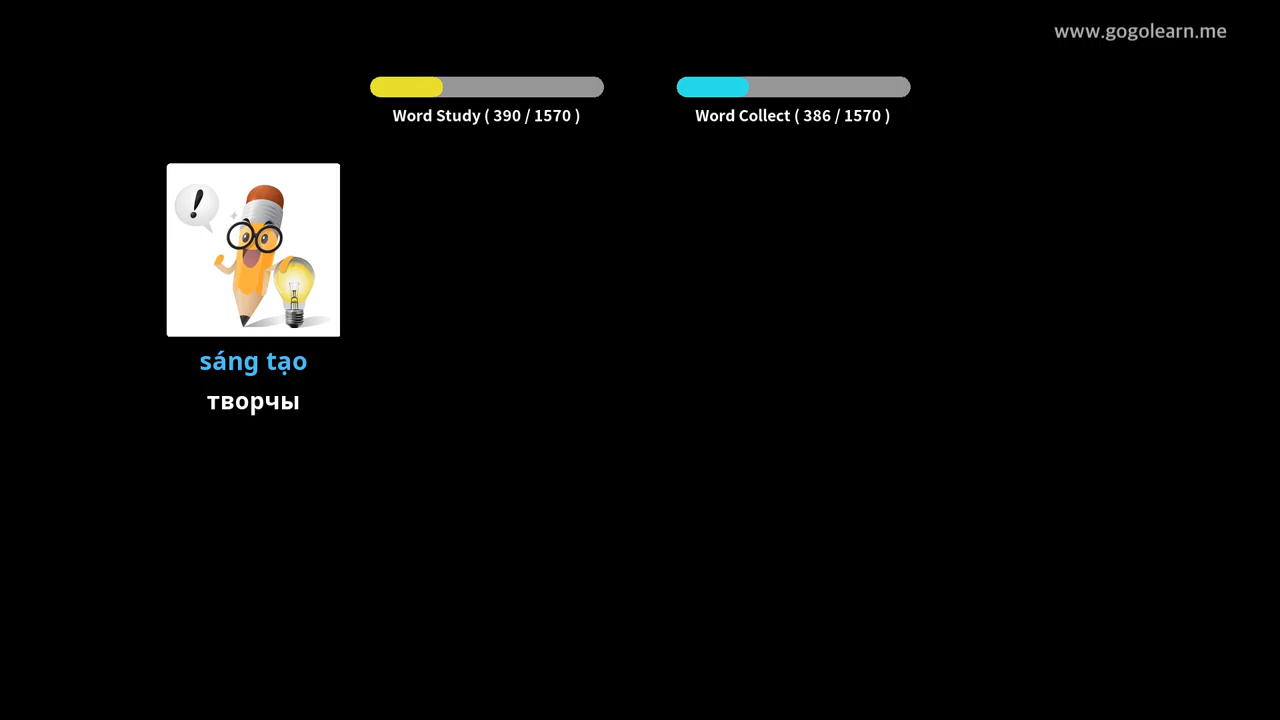 www.gogolearn.me
Word Study ( 390 / 1570 )
Word Collect ( 386 / 1570 )
!
sáng tạo
творчы